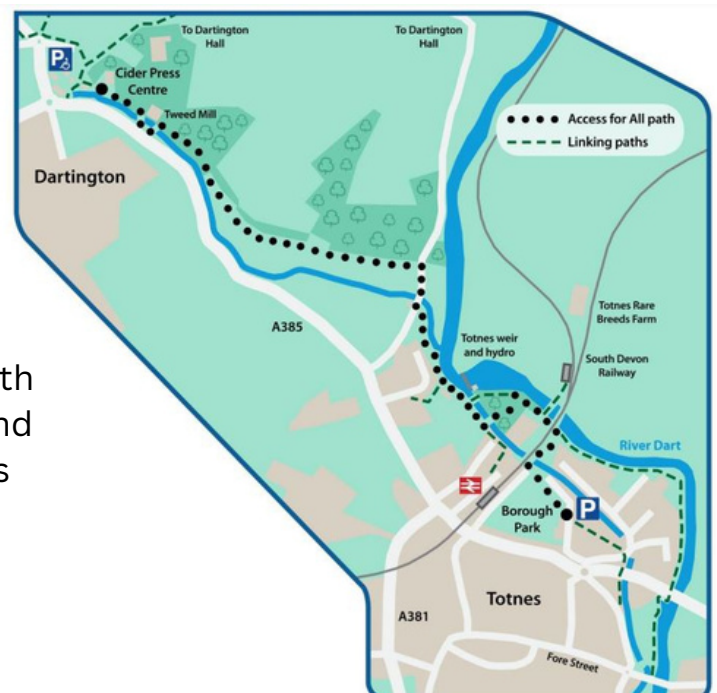 To Dartington
Hall
To Dartington
Hall
P
Cider Press
Centre
Tweed Mill
Access for All path
Linking paths
Dartington
Totnes Rare
Breeds Farm
A385
Totnes weir
and hydro
South Devon
Railway
th
nd
s
River Dart
Borough
Park
P
Totnes
A381
Fore Street